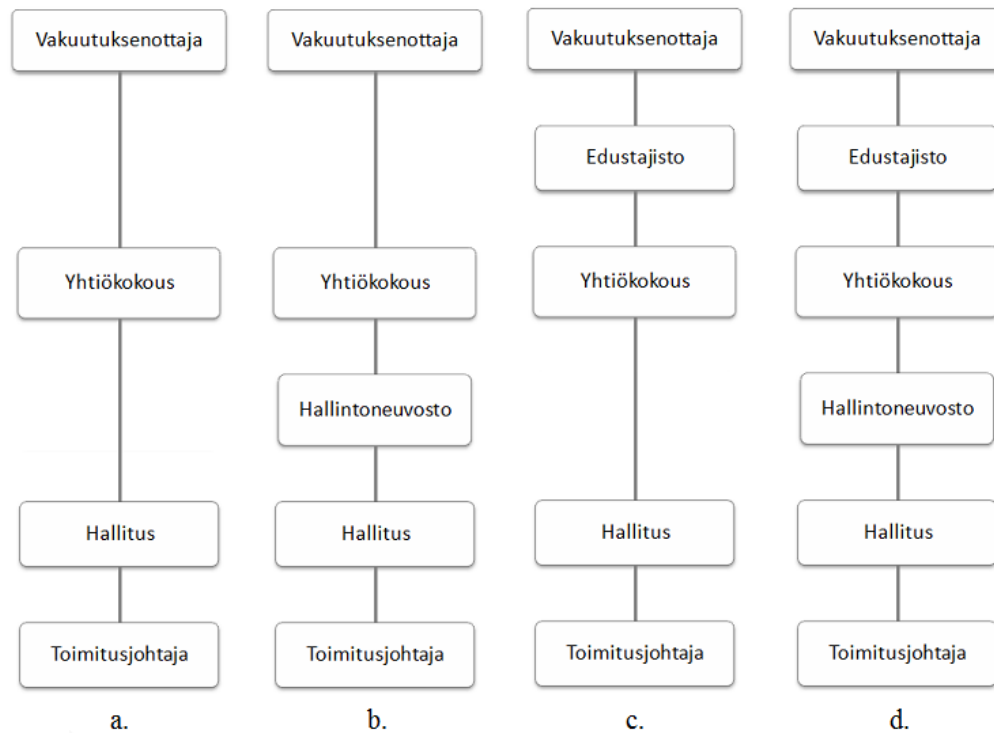 Vakuutuksenottaja
Vakuutuksenottaja
Vakuutuksenottaja
Vakuutuksenottaja
Edustajisto
Edustajisto
Yhtiökokous
Yhtiökokous
Yhtiökokous
Yhtiökokous
Hallintoneuvosto
Hallintoneuvosto
Hallitus
Hallitus
Hallitus
Hallitus
Toimitusjohtaja
Toimitusjohtaja
Toimitusjohtaja
Toimitusjohtaja
a.
b.
c.
d.